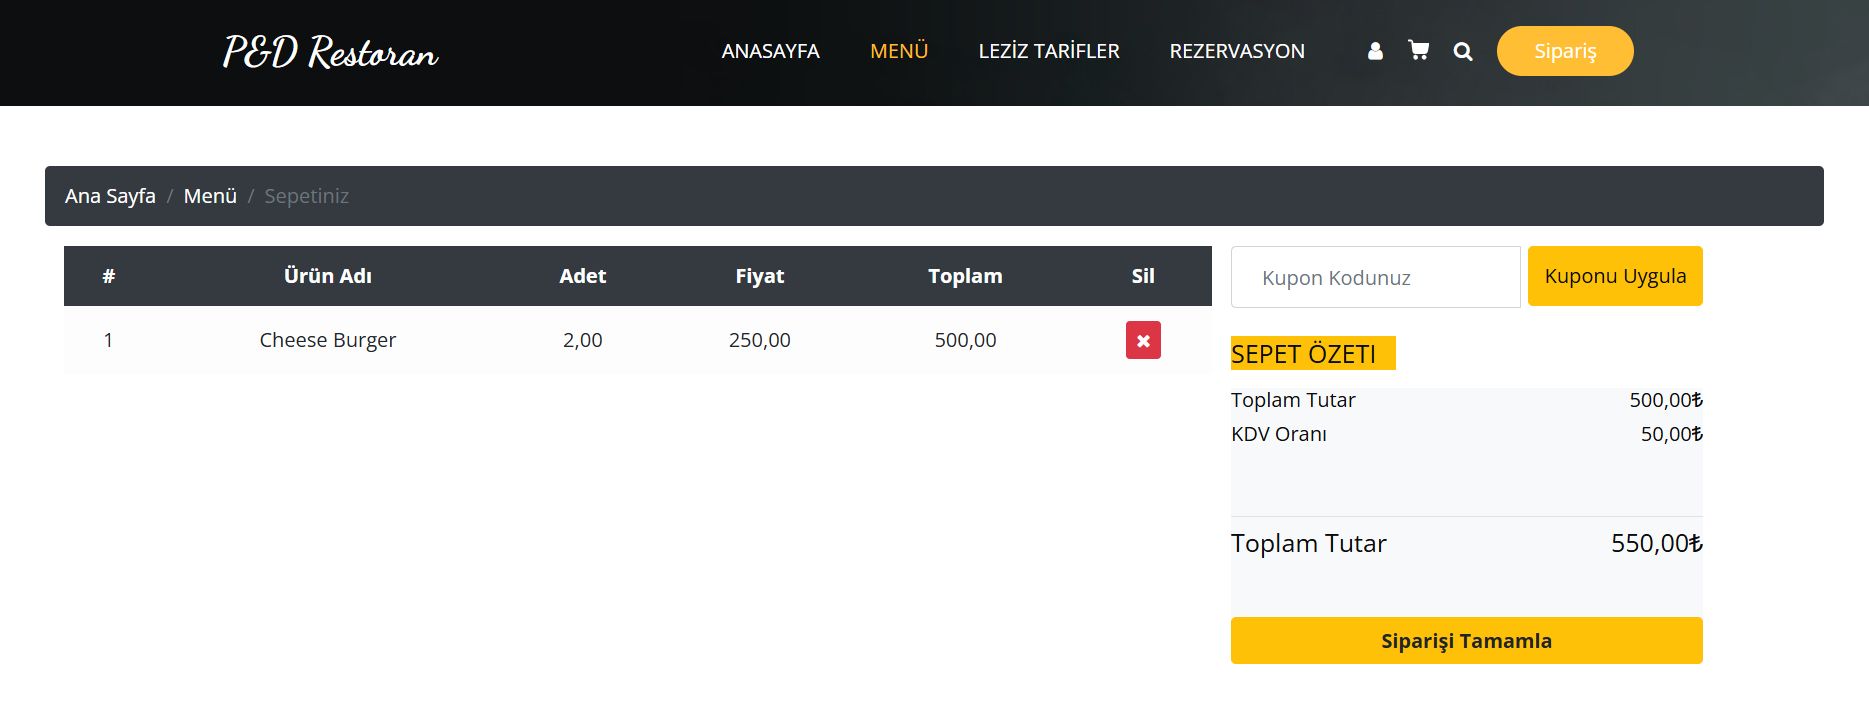 P&D Restoran
ANASAYFA MENÜ LEZİZ TARİFLER REZERVASYON Sipariş
Ana Sayfa / Menü / Sepetiniz
# Ürün Adı Adet Fiyat Toplam Sil
1 Cheese Burger 2,00 250,00 500,00
Kupon Kodunuz Kuponu Uygula
SEPET ÖZETI
Toplam Tutar 500,00₺
KDV Oranı 50,00₺
Toplam Tutar 550,00₺
Siparişi Tamamla